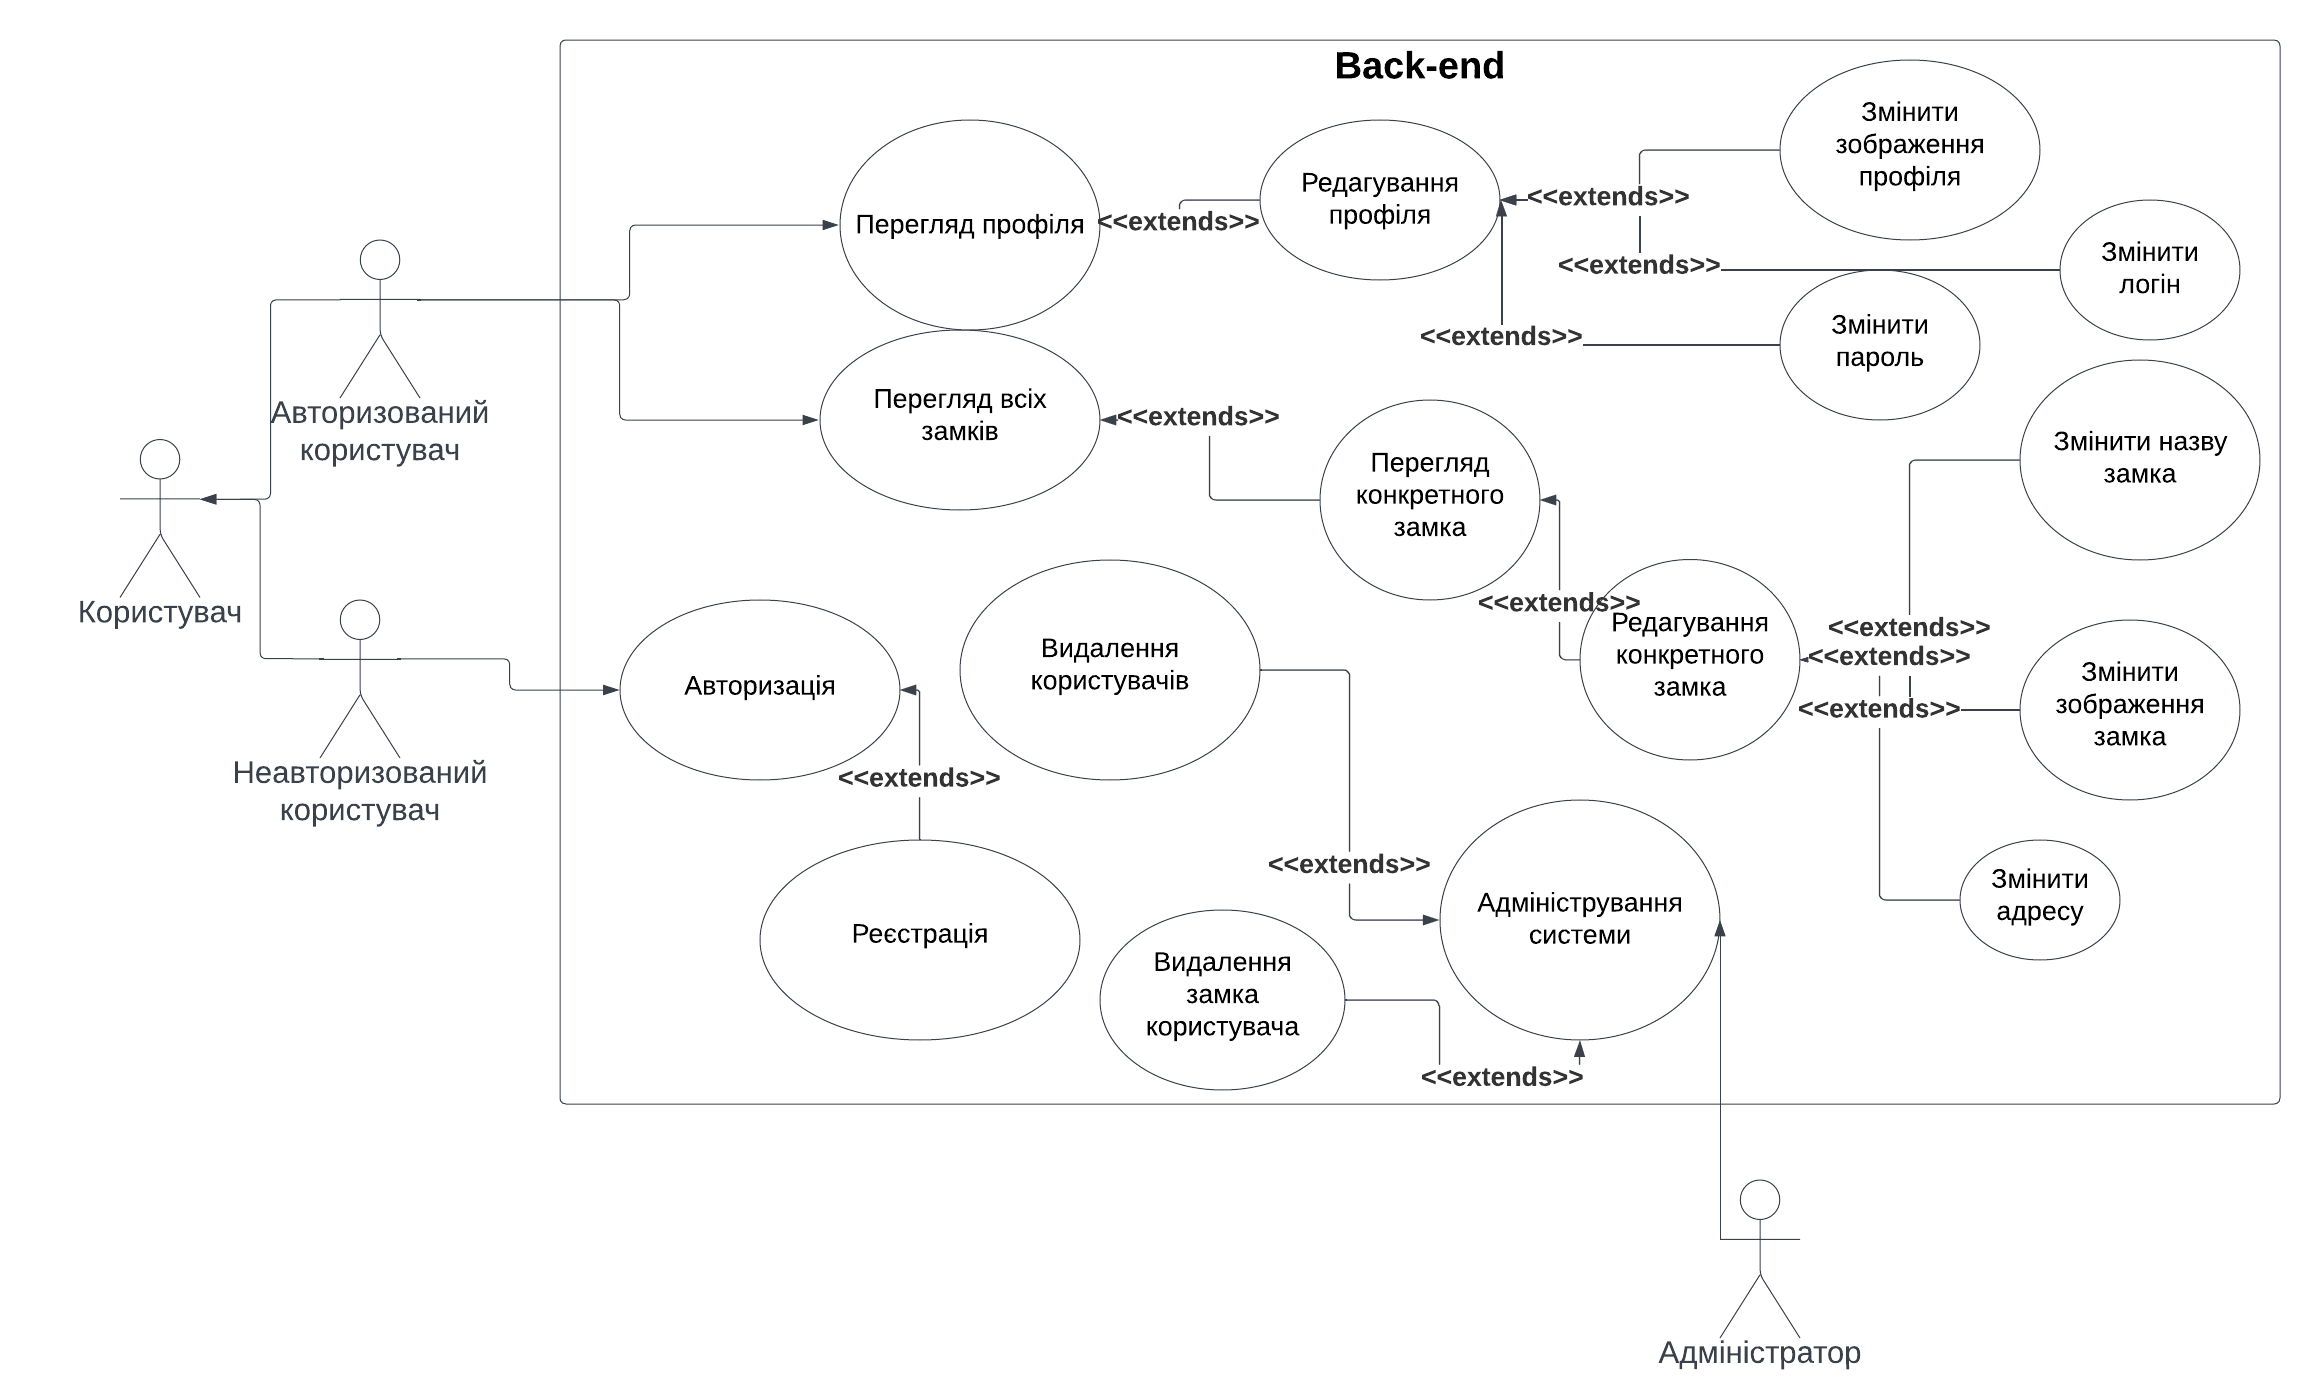 Back-end
Змінити
зображення
профіля
Редагування
профіля
<<extends>>
Перегляд профіля
<<extends>>
<<extends>>
Змінити
логін
<<extends>>
Змінити
пароль
Авторизований
користувач
Перегляд всіх
замків
<<extends>>
Перегляд
конкретного
замка
Змінити назву
замка
Користувач
<<extends>>
Редагування
конкретного
замка
<<extends>>
<<extends>>
<<extends>>
Змінити
зображення
замка
Видалення
користувачів
Авторизація
Неавторизований
користувач
<<extends>>
<<extends>>
Адміністрування
системи
Змінити
адресу
Реєстрація
Видалення
замка
користувача
<<extends>>
Адміністратор